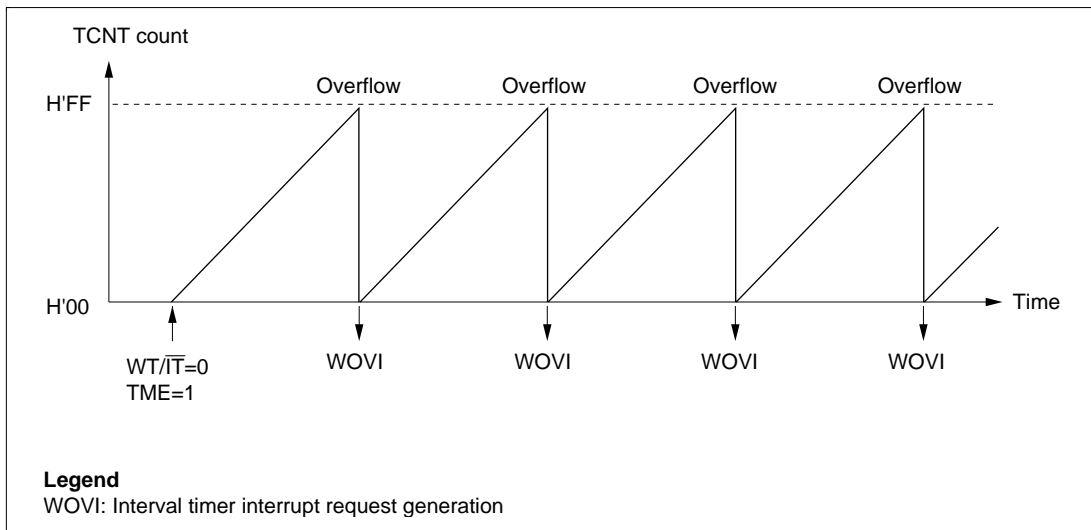 TCNT count
Overflow Overflow Overflow Overflow
H'FF
H'00
Time
WT/I̅T̅=0
TME=1
WOVI WOVI WOVI WOVI
Legend
WOVI: Interval timer interrupt request generation